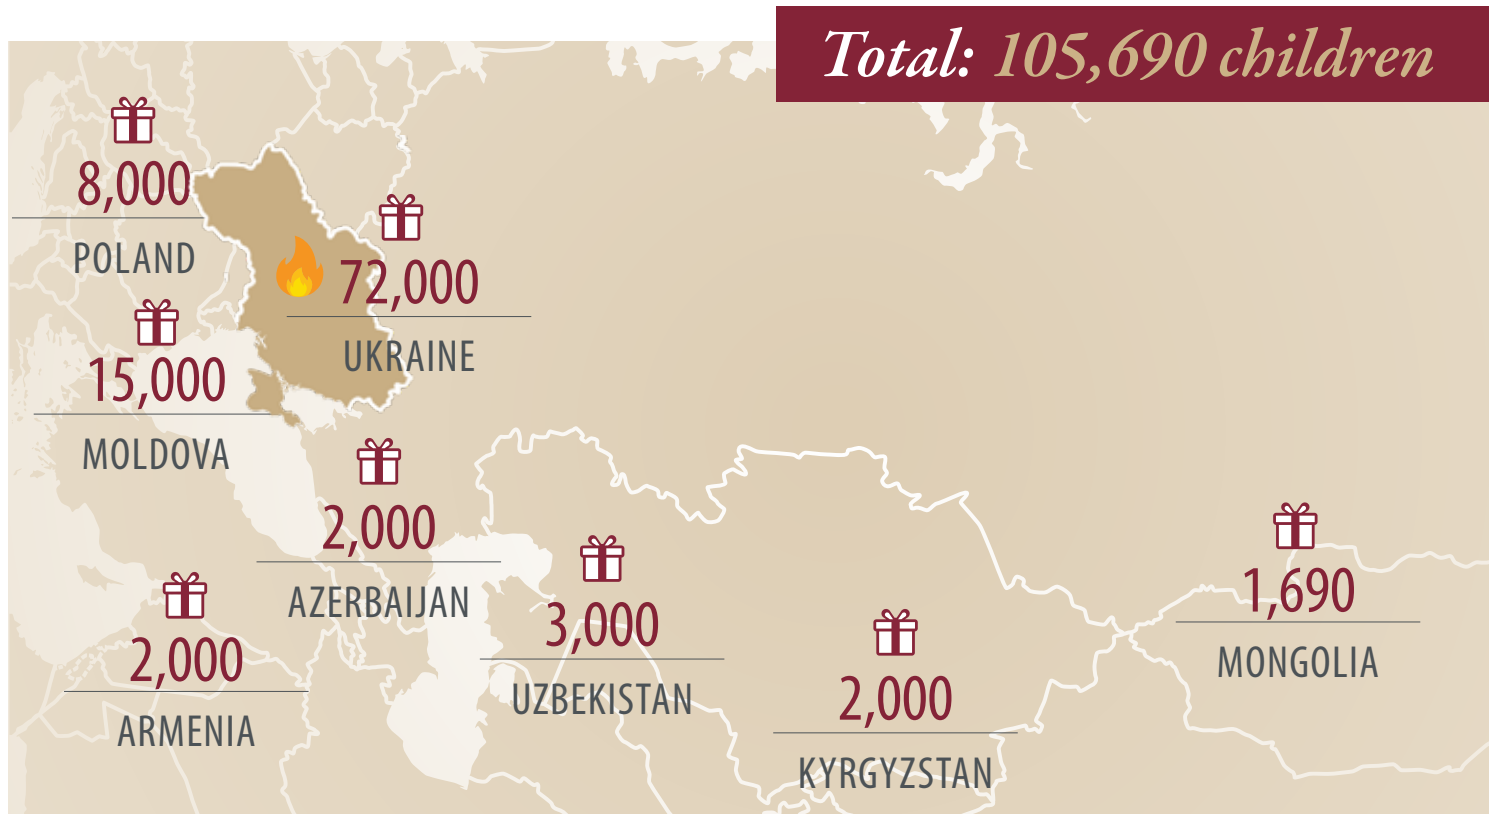 Total: 105,690 children
8,000
POLAND
72,000
UKRAINE
15,000
MOLDOVA
2,000
AZERBAIJAN
2,000
ARMENIA
3,000
UZBEKISTAN
2,000
KYRGYZSTAN
1,690
MONGOLIA